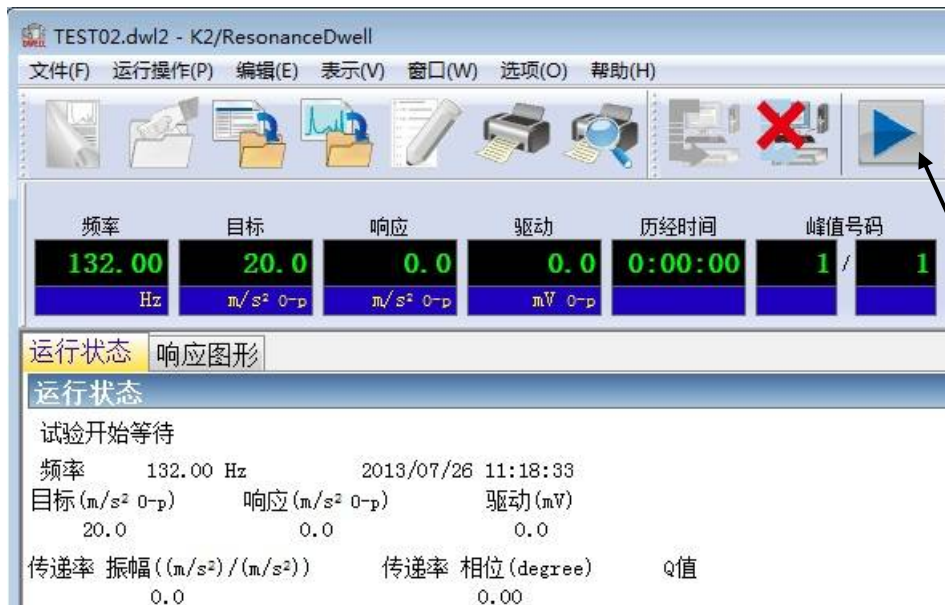 TEST02.dwl2 - K2/ResonanceDwell
文件(F) 运行操作(P) 编辑(E) 表示(V) 窗口(W) 选项(O) 帮助(H)
频率 目标 响应 驱动 历经时间 峰值号码
132.00 20.0 0.0 0.0 0:00:00 1 / 1
Hz m/s² 0-p m/s² 0-p mV 0-p
运行状态 响应图形
运行状态
试验开始等待
频率 132.00 Hz 2013/07/26 11:18:33
目标(m/s² 0-p) 响应(m/s² 0-p) 驱动(mV)
20.0 0.0 0.0
传递率 振幅((m/s²)/(m/s²)) 传递率 相位(degree) Q值
0.0 0.00